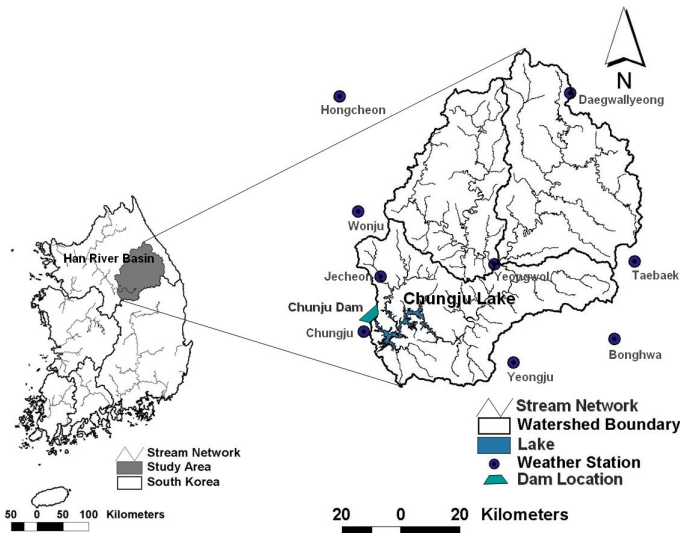 N
Hongcheon
Daegwallyeong
Wonju
Han River Basin
Jecheon
Yeongwol
Taebaek
Chunju Dam
Chungju Lake
Chungju
Bonghwa
Yeongju
Stream Network
Watershed Boundary
Lake
Weather Station
Dam Location
Stream Network
Study Area
South Korea
50 0 50 100 Kilometers
20 0 20 Kilometers